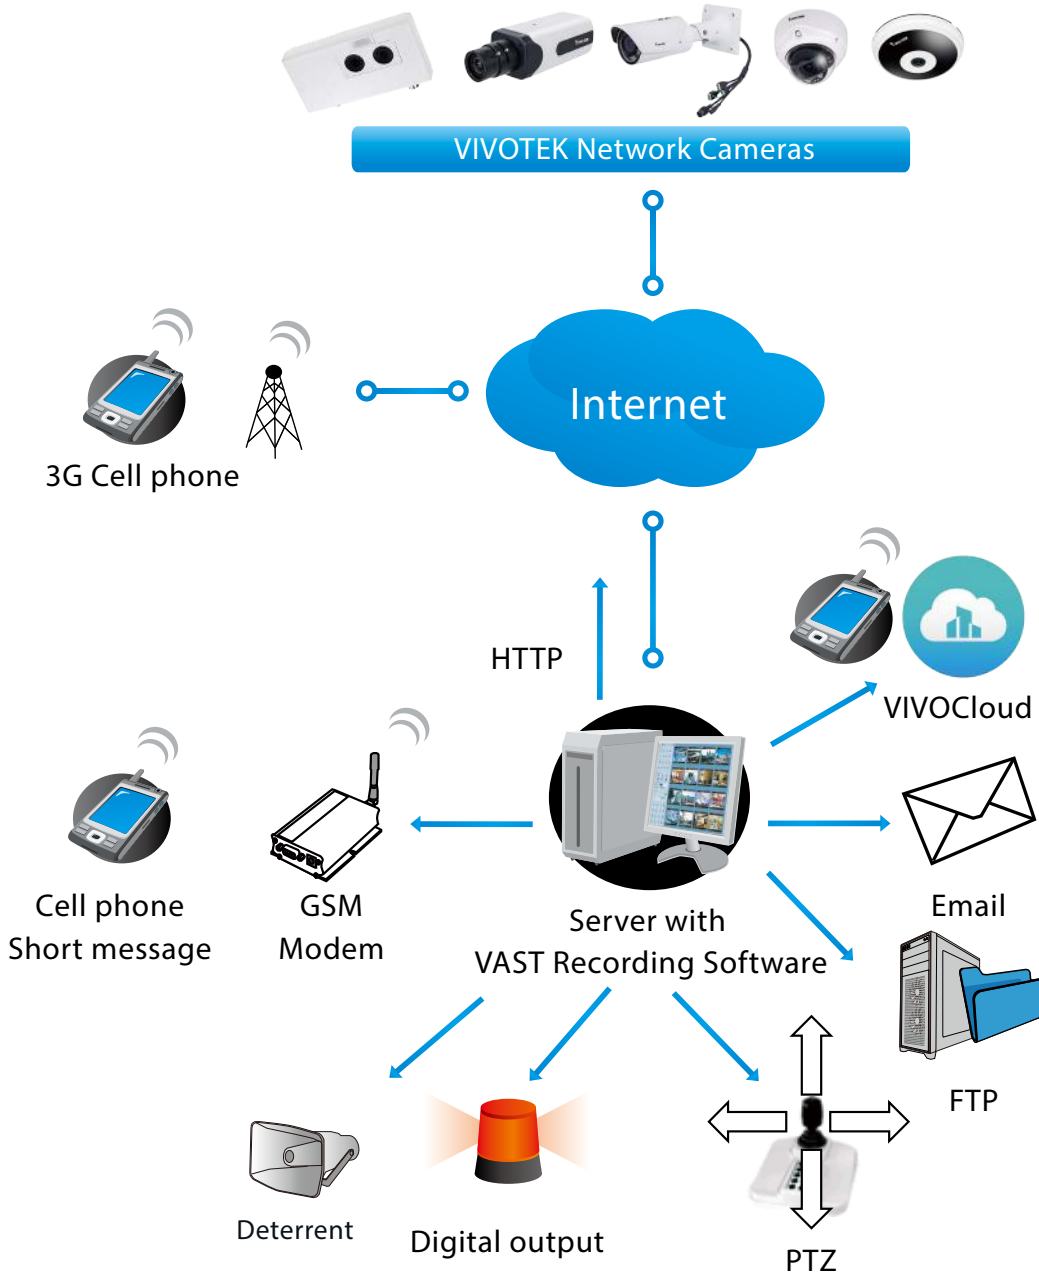 VIVOTEK Network Cameras
Internet
3G Cell phone
HTTP
VIVOCloud
Cell phone
Short message
GSM
Modem
Server with
VAST Recording Software
Email
FTP
Deterrent
Digital output
PTZ